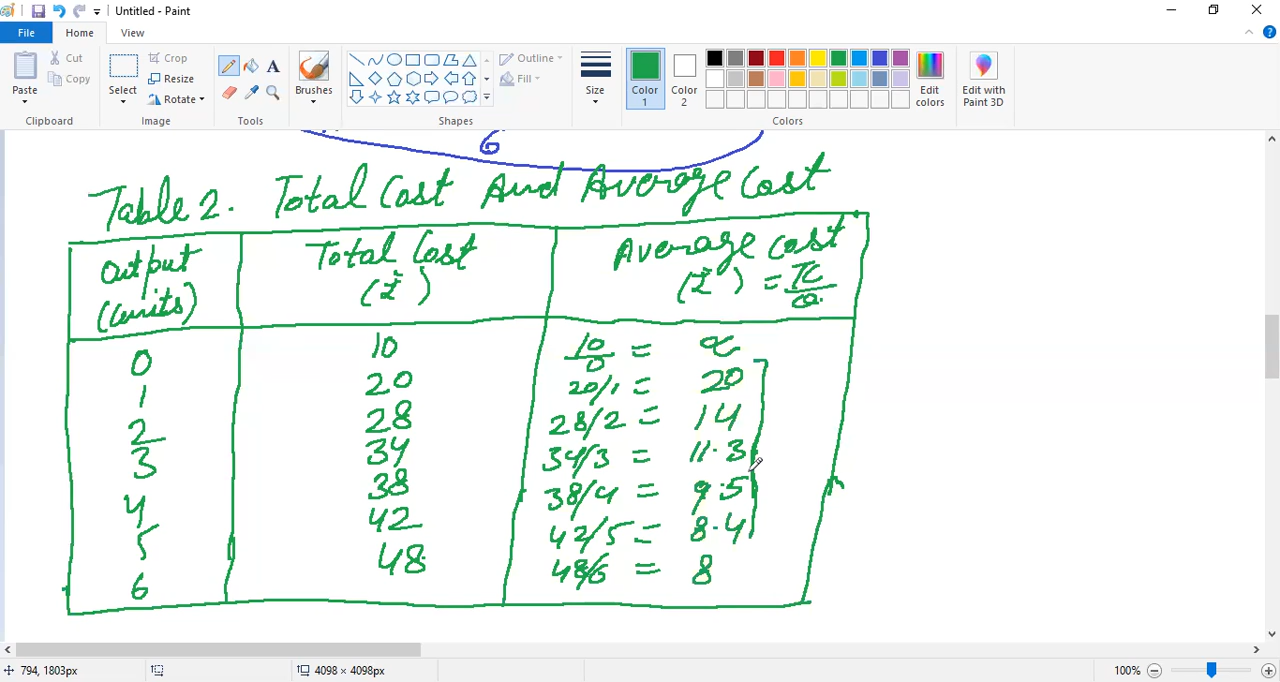 Untitled - Paint
File Home View
Paste Cut Copy
Clipboard
Select Crop Resize Rotate
Image
A
Tools
Brushes
Outline Fill
Shapes
Size
Color 1 Color 2
Edit colors
Colors
Edit with Paint 3D
6
Table 2. Total Cost And Average Cost
Output (units) Total Cost (₹) Average cost (₹) = TC/Q
0 10 10/0 = ∝
1 20 20/1 = 20
2 28 28/2 = 14
3 34 34/3 = 11.3
4 38 38/4 = 9.5
5 42 42/5 = 8.4
6 48 48/6 = 8
794, 1803px 4098 × 4098px 100%